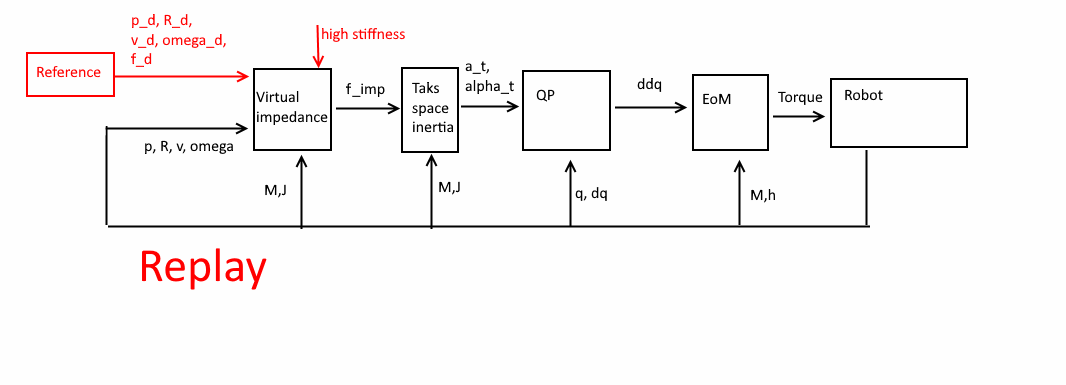 p_d, R_d,
v_d, omega_d,
f_d
high stiffness
Reference
Virtual
impedance
f_imp
Taks
space
inertia
a_t,
alpha_t
QP
ddq
EoM
Torque
Robot
p, R, v, omega
M,J
M,J
q, dq
M,h
Replay